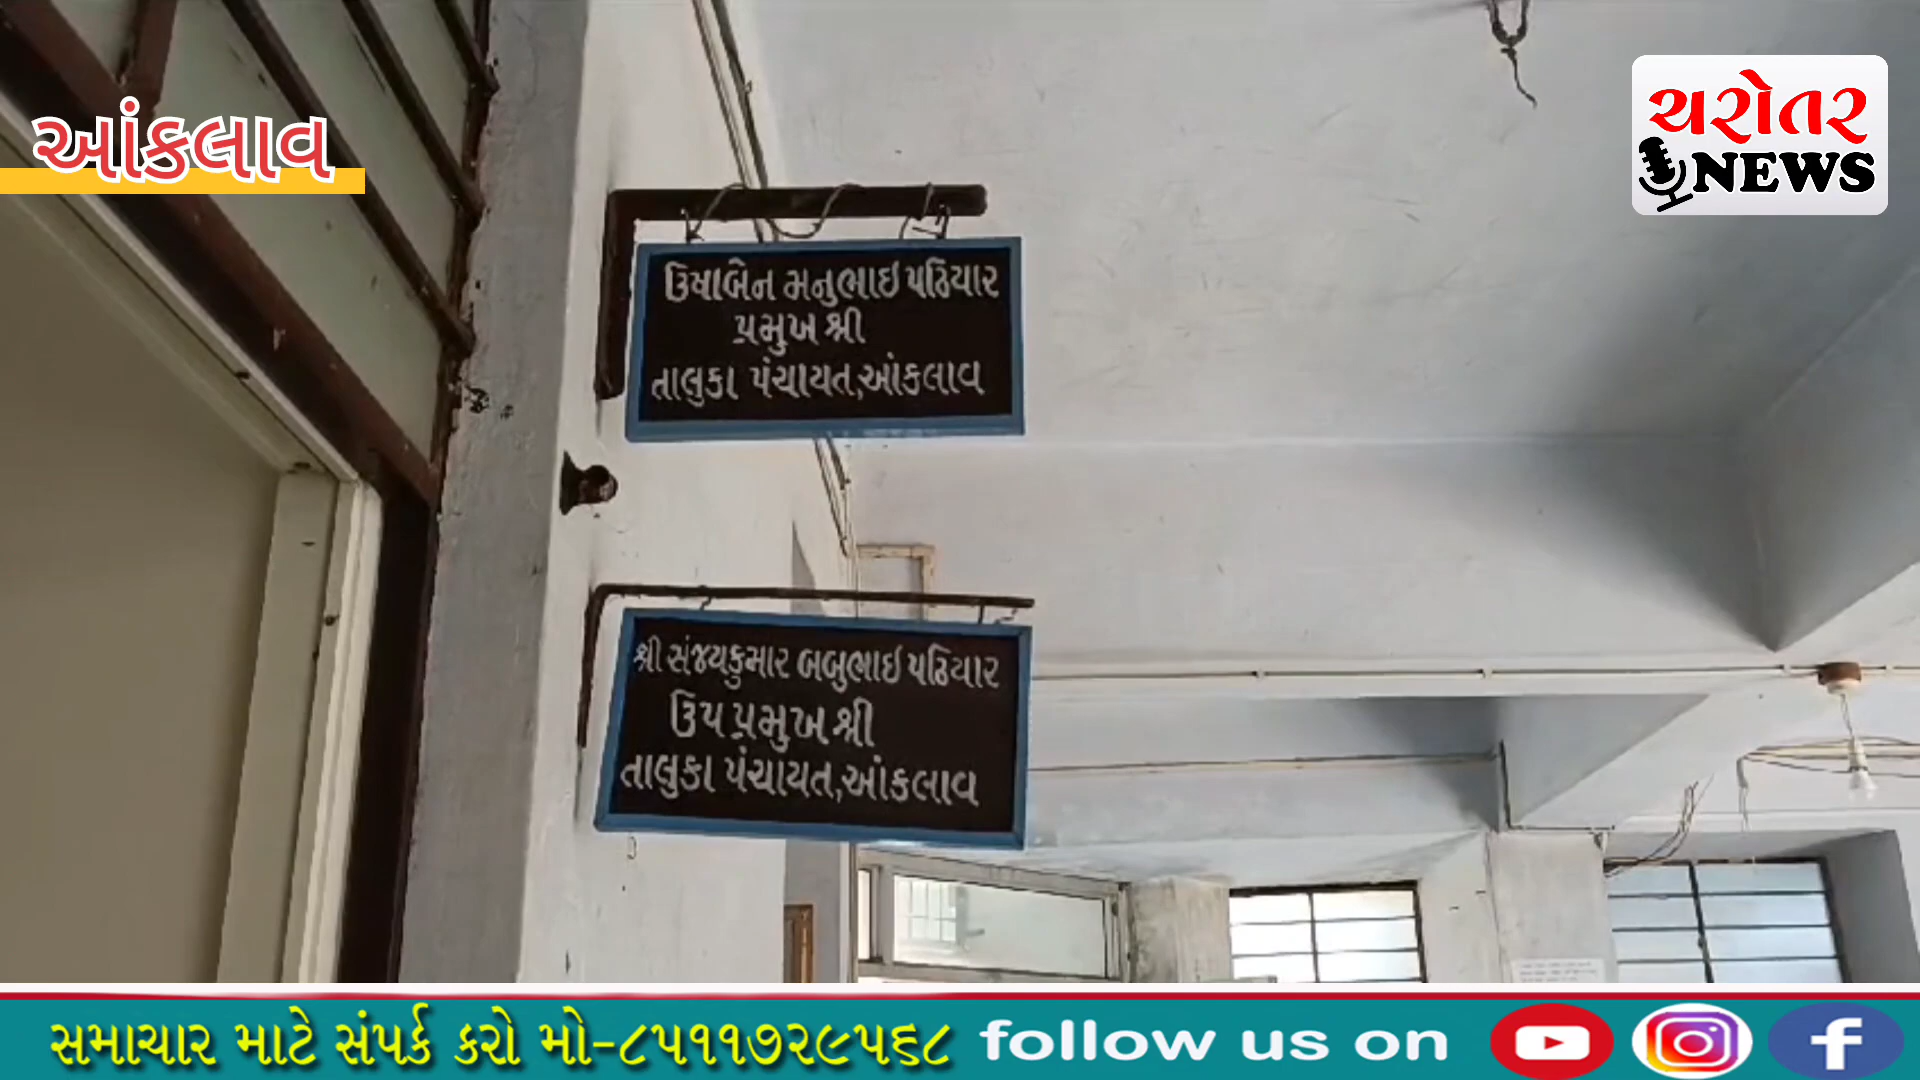 આંકલાવ
ચરોતર
NEWS
ઉષાબેન મનુભાઇ પઢિયાર
પ્રમુખ શ્રી
તાલુકા પંચાયત,આંકલાવ
શ્રી સંજયકુમાર બબુભાઇ પઢિયાર
ઉપ પ્રમુખ શ્રી
તાલુકા પંચાયત,આંકલાવ
સમાચાર માટે સંપર્ક કરો મો-૮૫૧૧૭૨૯૫૬૮ follow us on